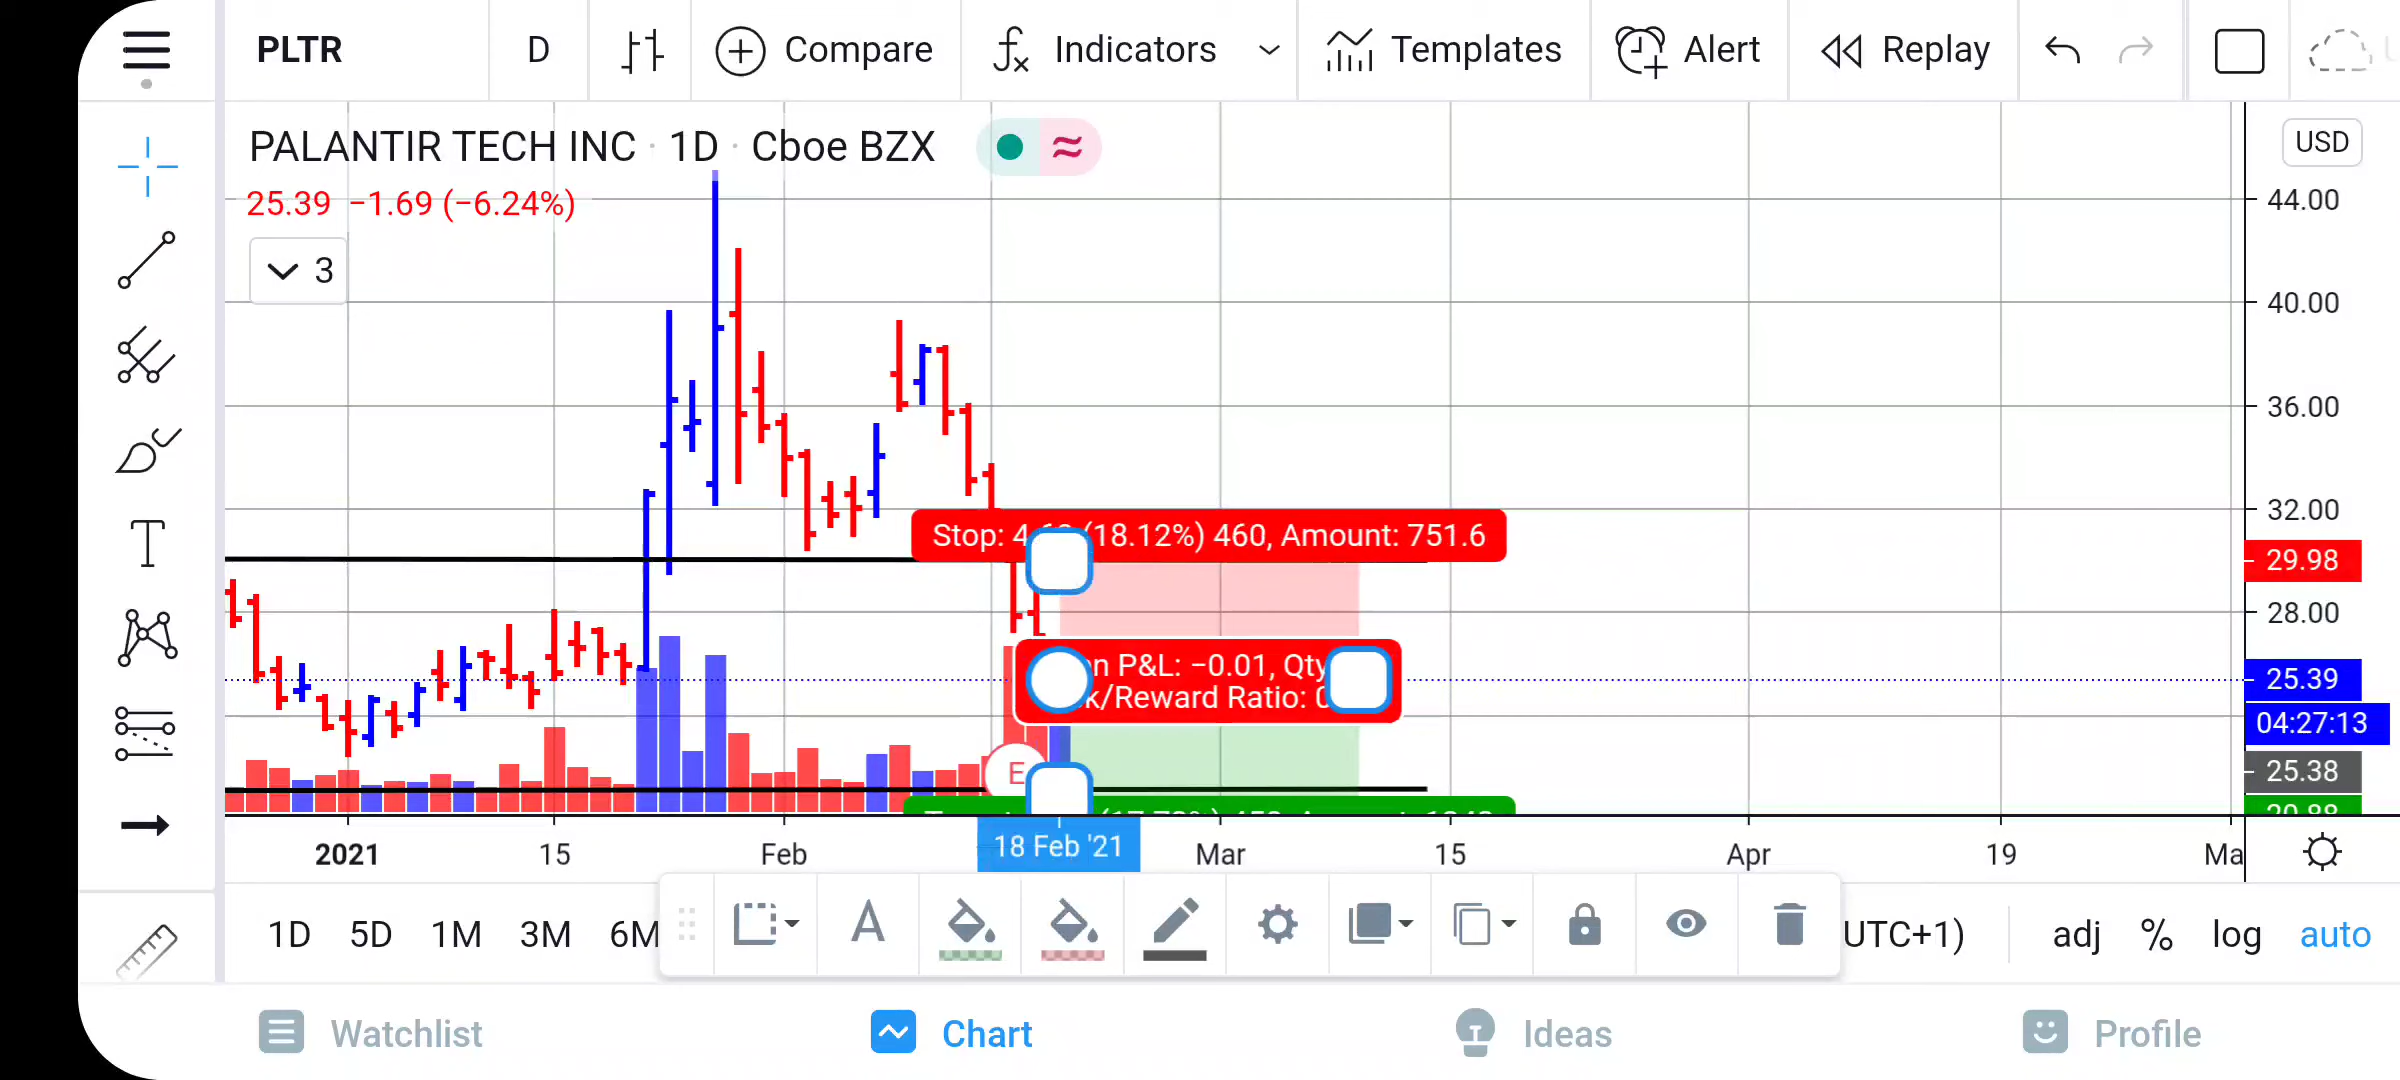 PLTR D Compare Indicators Templates Alert Replay
PALANTIR TECH INC · 1D · Cboe BZX
USD
25.39 −1.69 (−6.24%)
3
44.00
40.00
36.00
32.00
Stop: (18.12%) 460, Amount: 751.6
29.98
28.00
P&L: −0.01, Qty
/Reward Ratio:
25.39
04:27:13
25.38
E
2021 15 Feb 18 Feb '21 Mar 15 Apr 19 Ma
1D 5D 1M 3M 6M A UTC+1) adj % log auto
Watchlist Chart Ideas Profile